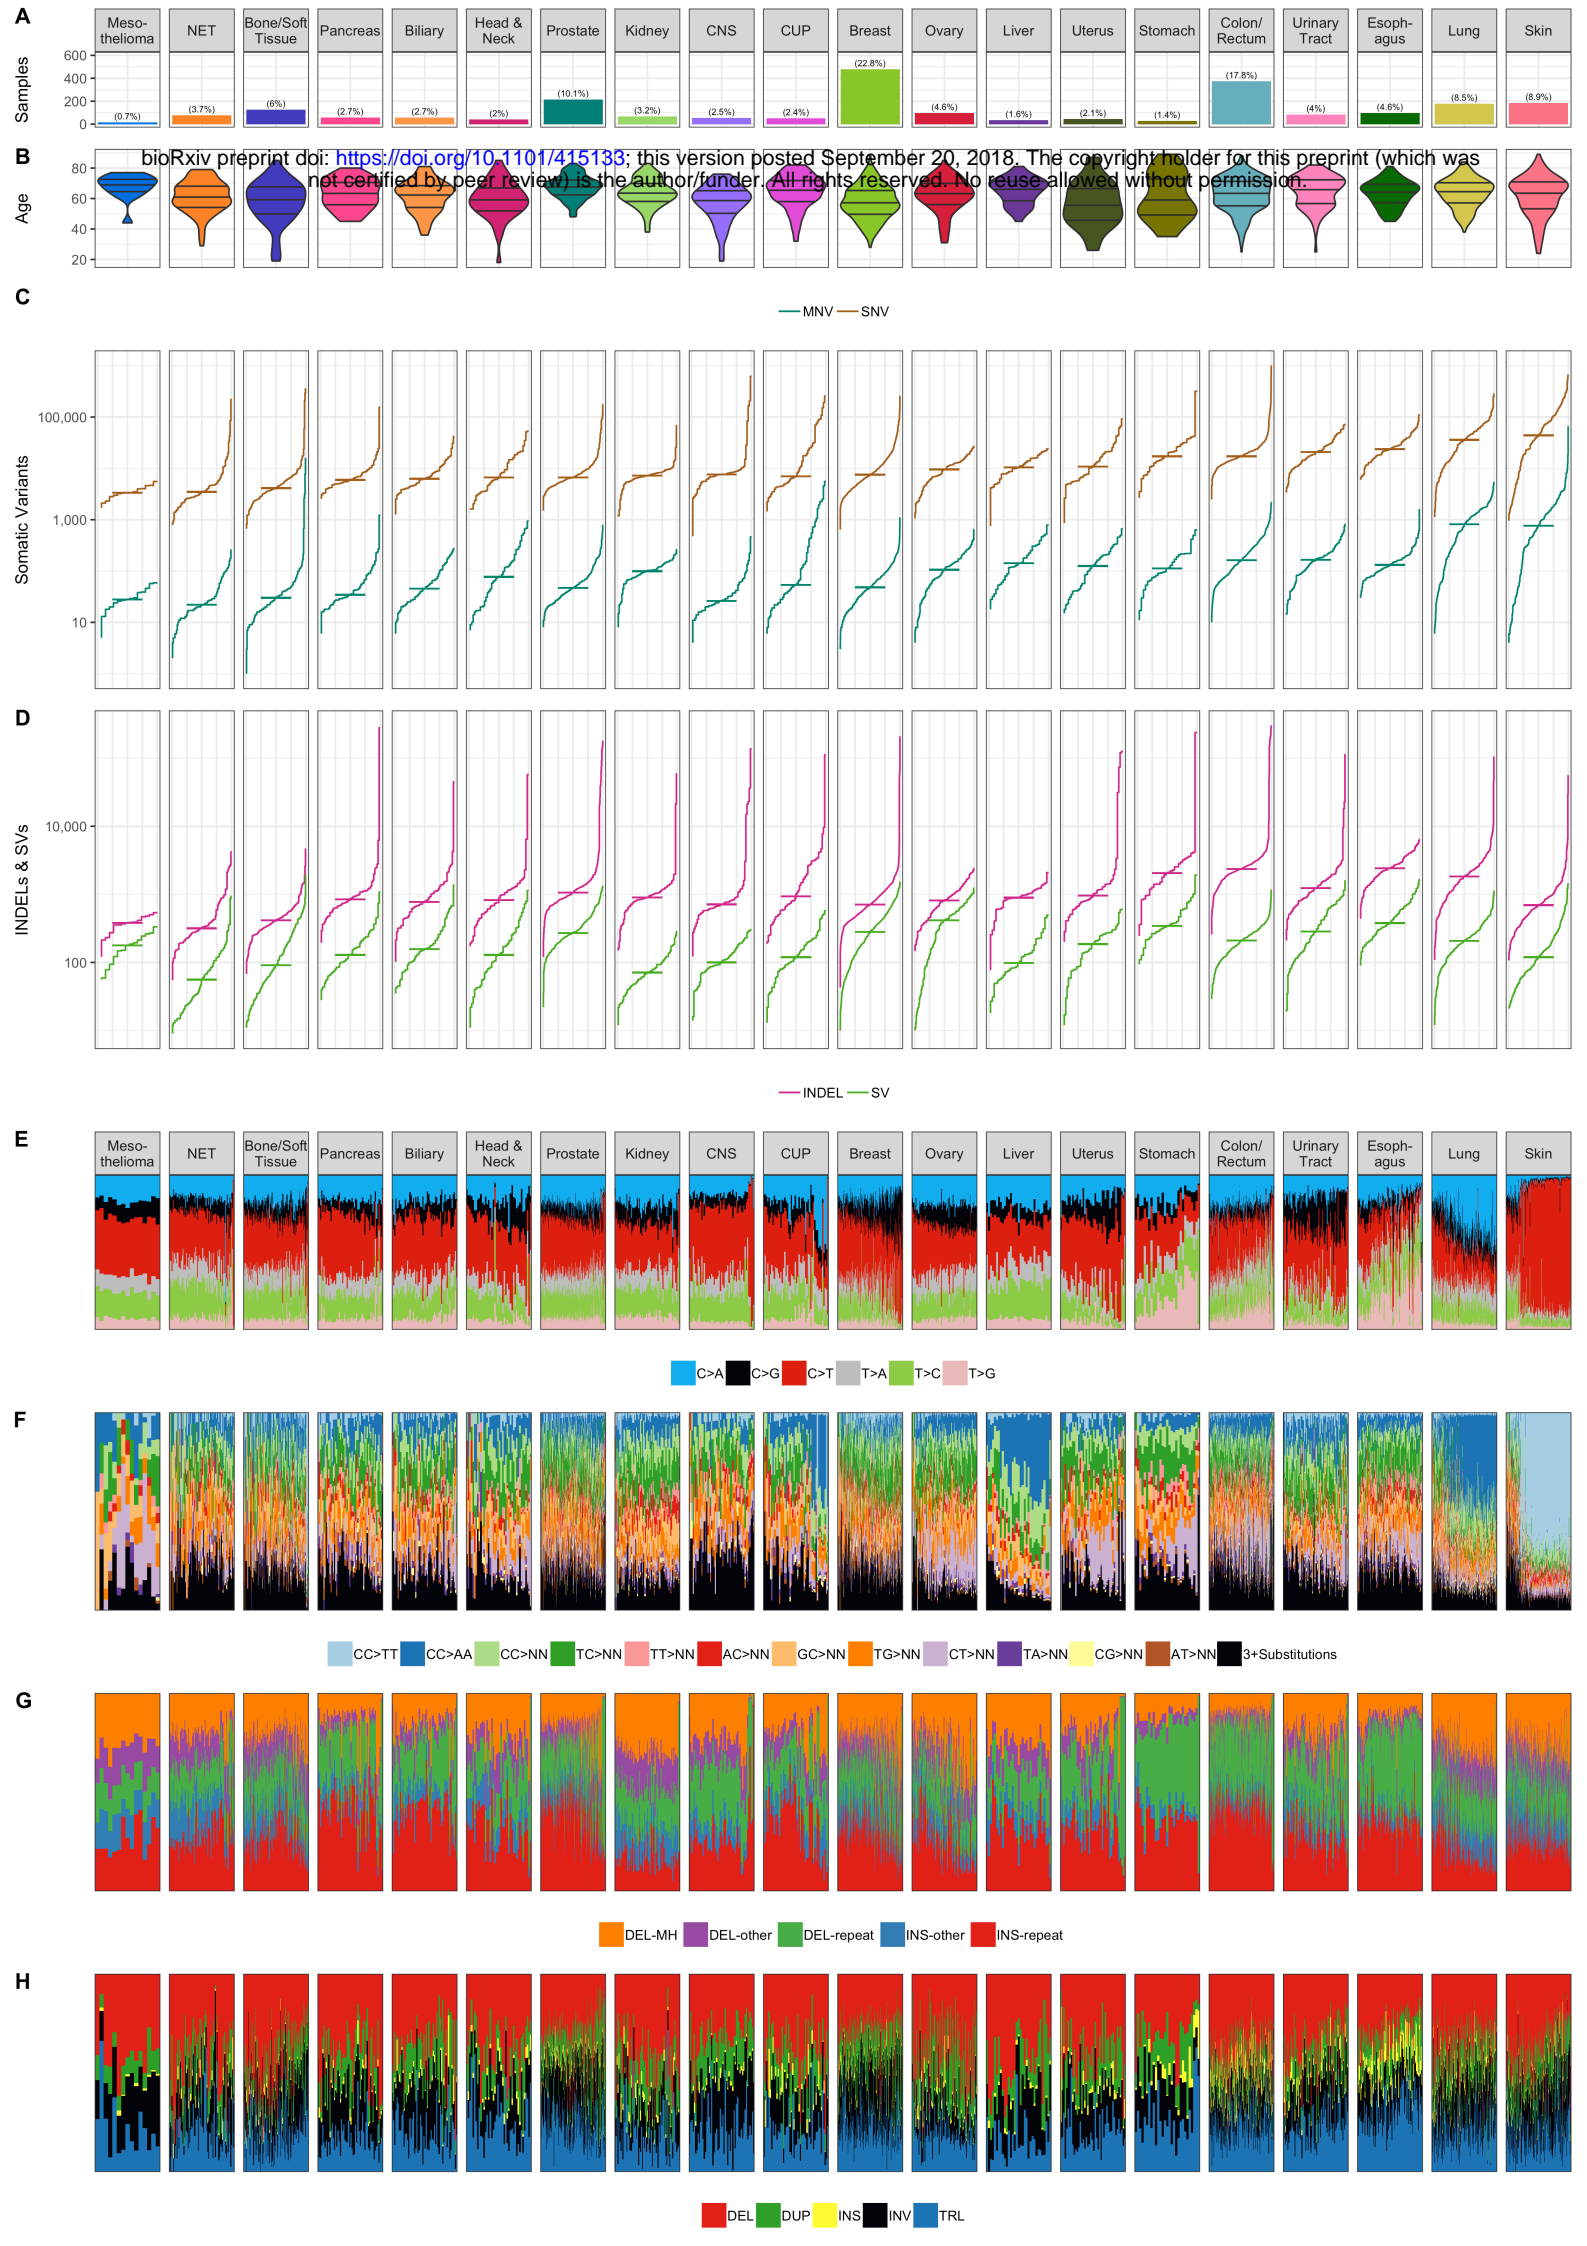 A
Meso-
thelioma
NET
Bone/Soft
Tissue
Pancreas
Biliary
Head &
Neck
Prostate
Kidney
CNS
CUP
Breast
Ovary
Liver
Uterus
Stomach
Colon/
Rectum
Urinary
Tract
Esoph-
agus
Lung
Skin
Samples
600
400
200
0
(0.7%)
(3.7%)
(6%)
(2.7%)
(2.7%)
(2%)
(10.1%)
(3.2%)
(2.5%)
(2.4%)
(22.8%)
(4.6%)
(1.6%)
(2.1%)
(1.4%)
(17.8%)
(4%)
(4.6%)
(8.5%)
(8.9%)
bioRxiv preprint doi: https://doi.org/10.1101/415133; this version posted September 20, 2018. The copyright holder for this preprint (which was
not certified by peer review) is the author/funder. All rights reserved. No reuse allowed without permission.
B
Age
80
60
40
20
C
MNV SNV
Somatic Variants
100,000
1,000
10
D
INDELs & SVs
10,000
100
INDEL SV
E
Meso-
thelioma
NET
Bone/Soft
Tissue
Pancreas
Biliary
Head &
Neck
Prostate
Kidney
CNS
CUP
Breast
Ovary
Liver
Uterus
Stomach
Colon/
Rectum
Urinary
Tract
Esoph-
agus
Lung
Skin
C>A C>G C>T T>A T>C T>G
F
CC>TT CC>AA CC>NN TC>NN TT>NN AC>NN GC>NN TG>NN CT>NN TA>NN CG>NN AT>NN 3+Substitutions
G
DEL-MH DEL-other DEL-repeat INS-other INS-repeat
H
DEL DUP INS INV TRL